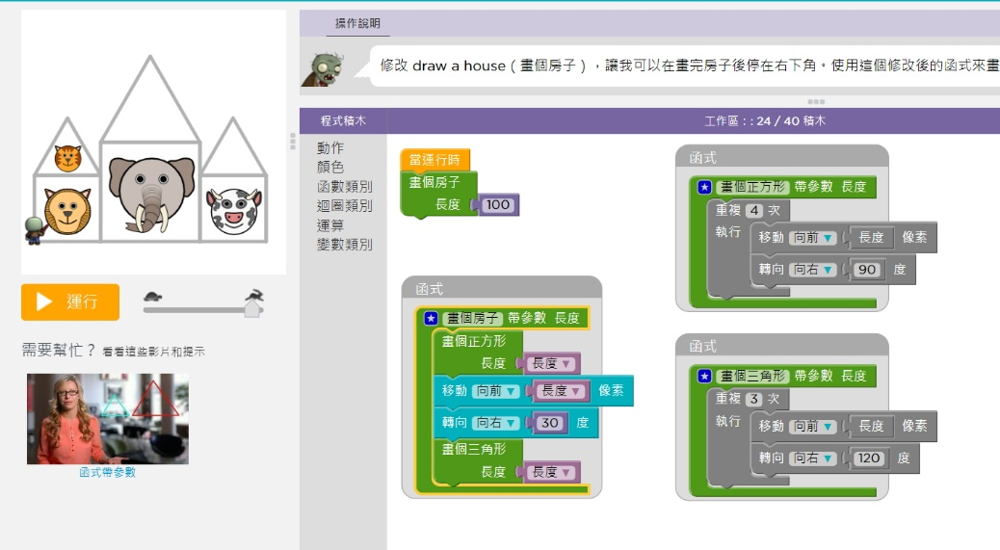 操作說明
修改 draw a house ( 畫個房子 ) ，讓我可以在畫完房子後停在右下角。使用這個修改後的函式來畫
程式積木
工作區：: 24 / 40 積木
動作
顏色
函數類別
迴圈類別
運算
變數類別
當運行時
畫個房子
長度 100
函式
畫個房子 帶參數 長度
畫個正方形
長度 長度
移動 向前 長度 像素
轉向 向右 30 度
畫個三角形
長度 長度
函式
畫個正方形 帶參數 長度
重複 4 次
執行
移動 向前 長度 像素
轉向 向右 90 度
函式
畫個三角形 帶參數 長度
重複 3 次
執行
移動 向前 長度 像素
轉向 向右 120 度
運行
需要幫忙？ 看看這些影片和提示
函式帶參數